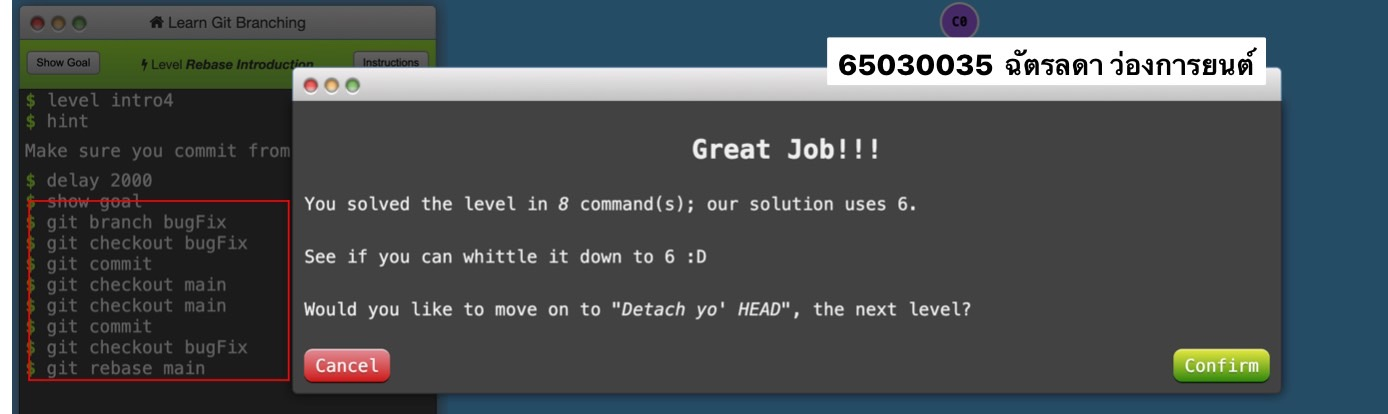 Learn Git Branching
C0
Show Goal
Level Rebase Introduction
Instructions
65030035 ฉัตรลดา ว่องการยนต์
$ level intro4
$ hint
Make sure you commit from
$ delay 2000
$ show goal
$ git branch bugFix
$ git checkout bugFix
$ git commit
$ git checkout main
$ git checkout main
$ git commit
$ git checkout bugFix
$ git rebase main
Great Job!!!
You solved the level in 8 command(s); our solution uses 6.
See if you can whittle it down to 6 :D
Would you like to move on to "Detach yo' HEAD", the next level?
Cancel
Confirm